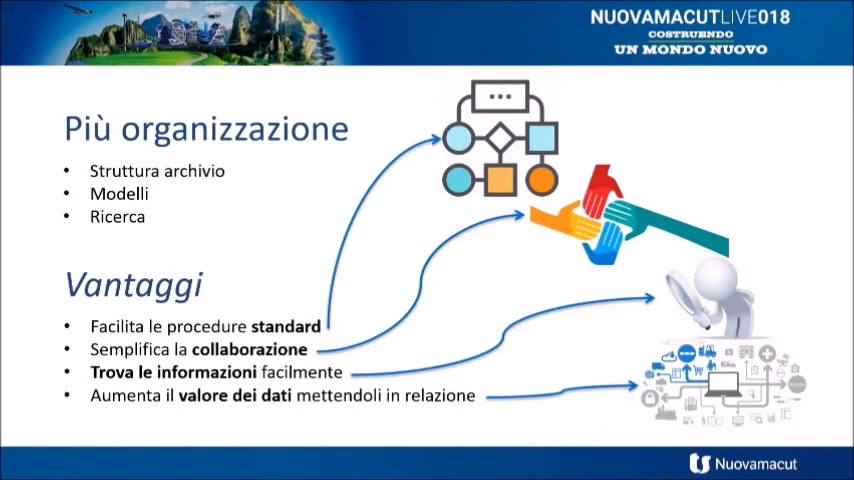 NUOVAMACUTLIVE018
COSTRUENDO
UN MONDO NUOVO
Più organizzazione
• Struttura archivio
• Modelli
• Ricerca
Vantaggi
• Facilita le procedure standard
• Semplifica la collaborazione
• Trova le informazioni facilmente
• Aumenta il valore dei dati mettendoli in relazione
Nuovamacut